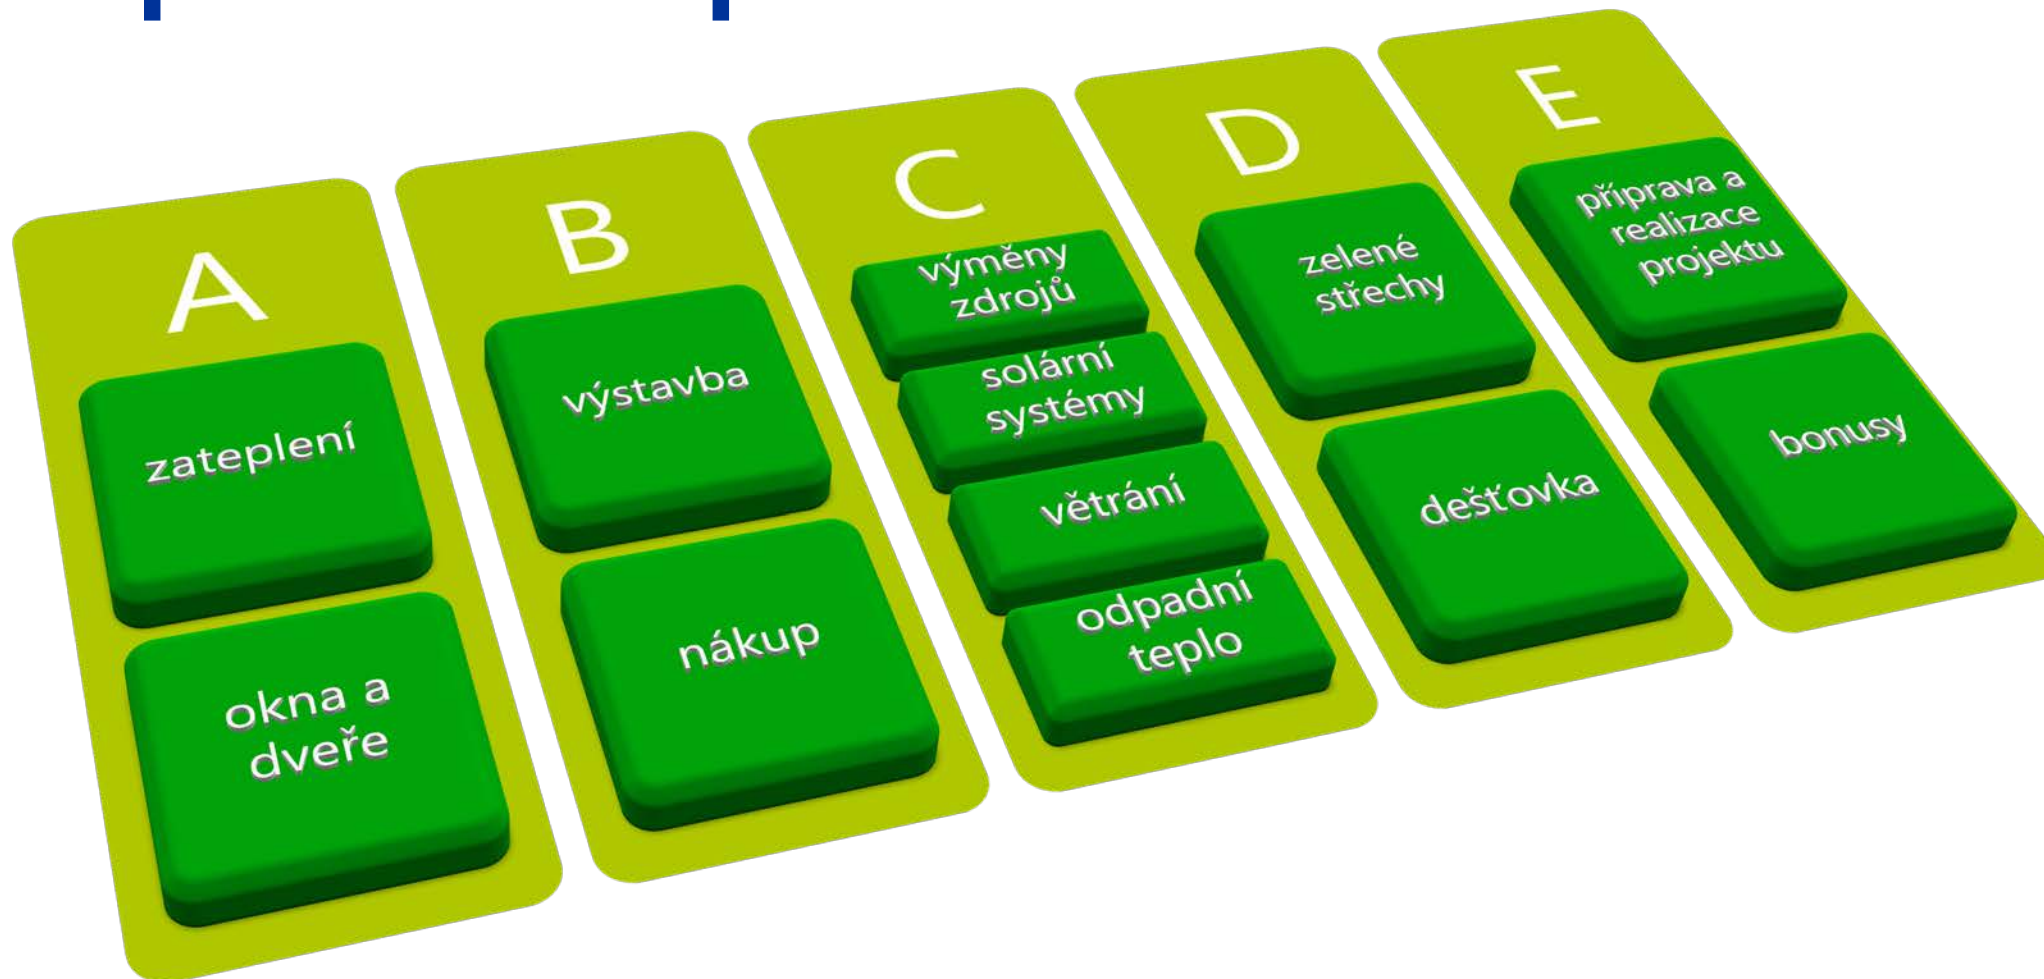 A
zateplení
okna a
dveře
B
výstavba
nákup
C
výměny
zdrojů
solární
systémy
větrání
odpadní
teplo
D
zelené
střechy
dešťovka
E
příprava a
realizace
projektu
bonusy